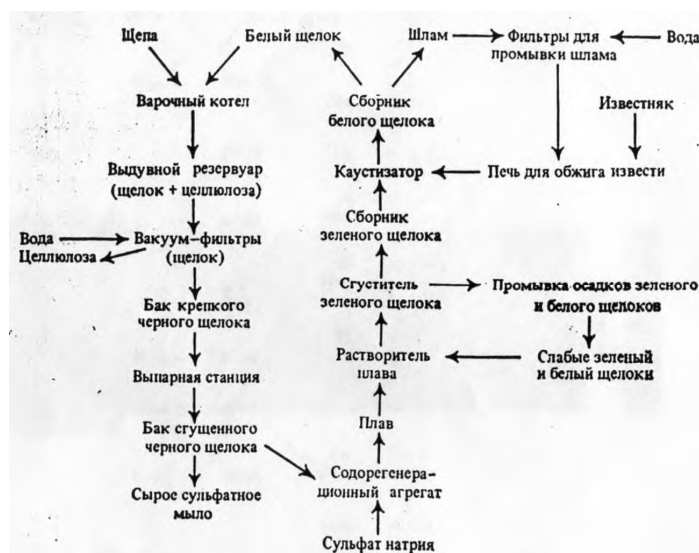 Щепа
Белый щелок
Шлам
Фильтры для
промывки шлама
Вода
Варочный котел
Сборник
белого щелока
Известняк
Выдувной резервуар
(щелок + целлюлоза)
Каустизатор
Печь для обжига извести
Вода
Целлюлоза
Вакуум-фильтры
(щелок)
Сборник
зеленого щелока
Бак крепкого
черного щелока
Сгуститель
зеленого щелока
Промывка осадков зеленого
и белого щелоков
Выпарная станция
Растворитель
плава
Слабые зеленый
и белый щелоки
Бак сгущенного
черного щелока
Плав
Сырое сульфатное
мыло
Содорегенера-
ционный агрегат
Сульфат натрия